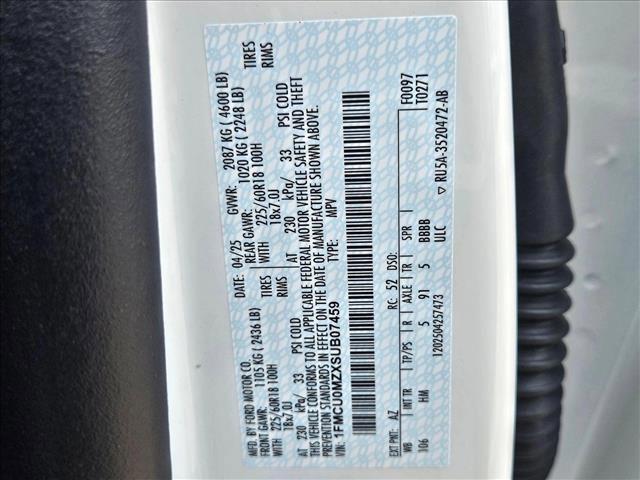 MFD. BY FORD MOTOR CO. DATE: 04/25 GVWR: 2087 KG ( 4600 LB)
FRONT GAWR: 1105 KG ( 2436 LB) REAR GAWR: 1020 KG ( 2248 LB)
WITH 225/60R18 100H TIRES WITH 225/60R18 100H TIRES
18x7.0J RIMS 18x7.0J RIMS
AT 230 kPa/ 33 PSI COLD AT 230 kPa/ 33 PSI COLD
THIS VEHICLE CONFORMS TO ALL APPLICABLE FEDERAL MOTOR VEHICLE SAFETY AND THEFT
PREVENTION STANDARDS IN EFFECT ON THE DATE OF MANUFACTURE SHOWN ABOVE.
VIN: 1FMCU0MZXSUB07459 TYPE: MPV
F0097
T0271
EXT PNT: AZ RC: 52 DSO:
WB INT TR TP/PS R AXLE TR SPR
106 HM 5 91 5 BBBB
1202504257473 ULC
▽ RU5A-3520472-AB